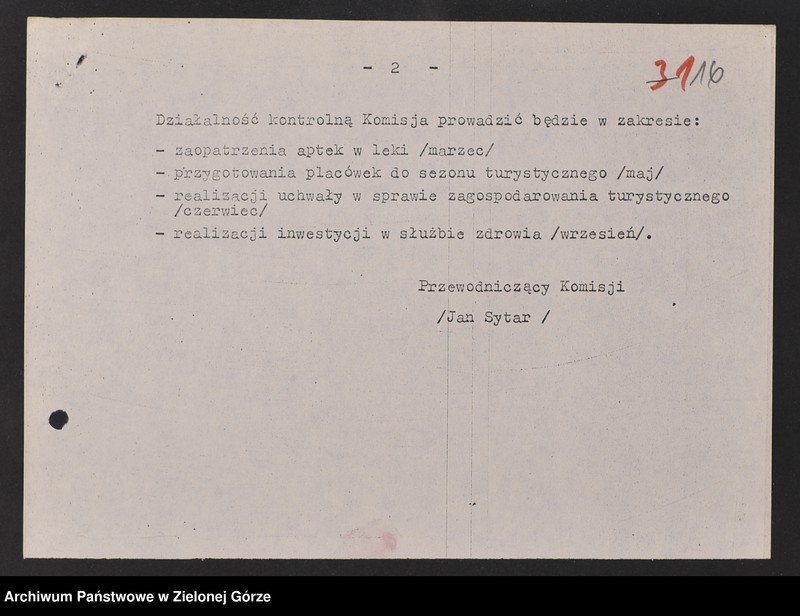 - 2 -
31 16
Działalność kontrolną Komisja prowadzić będzie w zakresie:
- zaopatrzenia aptek w leki /marzec/
- przygotowania placówek do sezonu turystycznego /maj/
- realizacji uchwały w sprawie zagospodarowania turystycznego
/czerwiec/
- realizacji inwestycji w służbie zdrowia /wrzesień/.
Przewodniczący Komisji
/Jan Sytar /
Archiwum Państwowe w Zielonej Górze